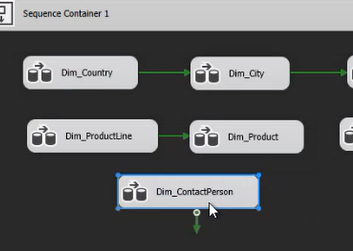 Sequence Container 1
Dim_Country
Dim_City
Dim_ProductLine
Dim_Product
Dim_ContactPerson